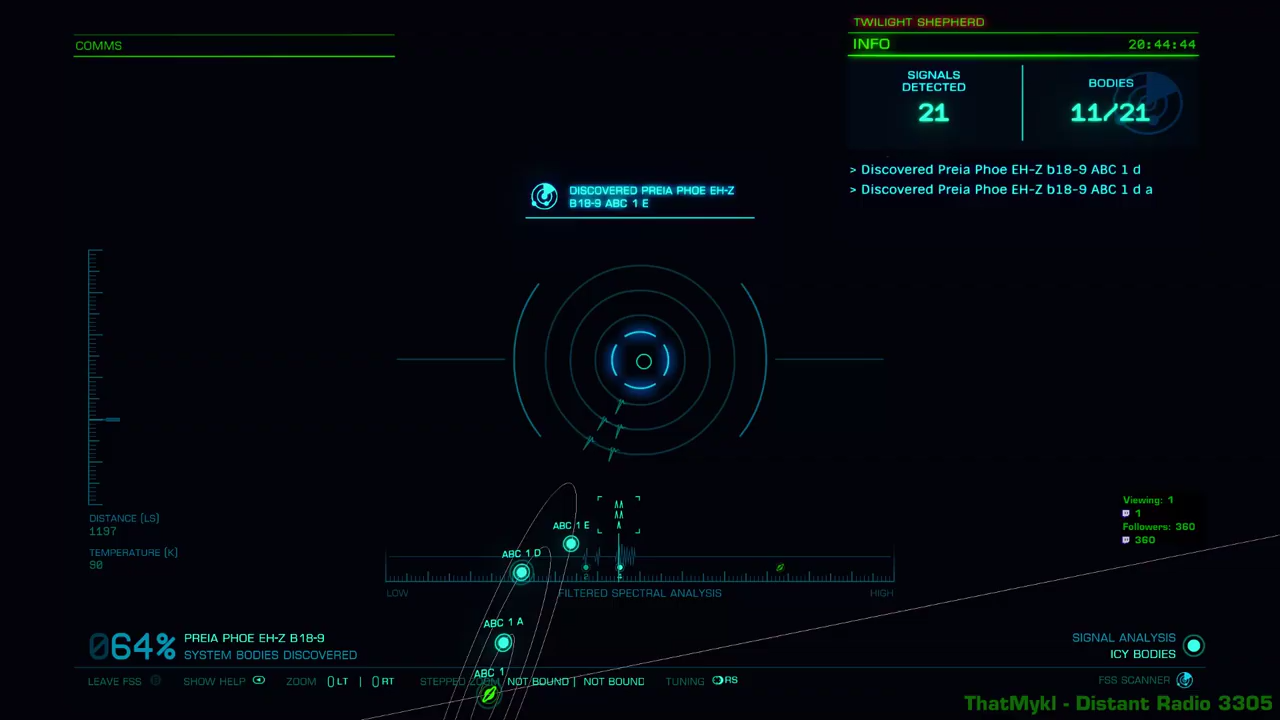 TWILIGHT SHEPHERD
COMMS
INFO
20:44:44
SIGNALS
DETECTED
21
BODIES
11/21
> Discovered Preia Phoe EH-Z b18-9 ABC 1 d
> Discovered Preia Phoe EH-Z b18-9 ABC 1 d a
DISCOVERED PREIA PHOE EH-Z
B18-9 ABC 1 E
DISTANCE (LS)
1197
TEMPERATURE (K)
90
Viewing: 1
1
Followers: 360
360
ABC 1 E
ABC 1 D
LOW
FILTERED SPECTRAL ANALYSIS
HIGH
ABC 1 A
ABC 1
064%
PREIA PHOE EH-Z B18-9
SYSTEM BODIES DISCOVERED
SIGNAL ANALYSIS
ICY BODIES
LEAVE FSS
SHOW HELP
ZOOM
LT | RT
STEPPED ZOOM
NOT BOUND | NOT BOUND
TUNING
RS
FSS SCANNER
ThatMykl - Distant Radio 3305